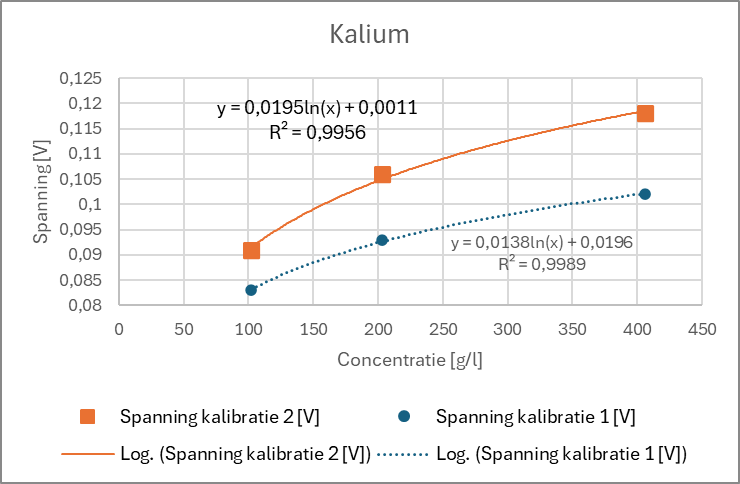 Kalium
0,125
0,12
0,115
0,11
0,105
0,1
0,095
0,09
0,085
0,08
Spanning [V]
y = 0,0195ln(x) + 0,0011
R² = 0,9956
y = 0,0138ln(x) + 0,0196
R² = 0,9989
0 50 100 150 200 250 300 350 400 450
Concentratie [g/l]
Spanning kalibratie 2 [V] Spanning kalibratie 1 [V]
Log. (Spanning kalibratie 2 [V]) Log. (Spanning kalibratie 1 [V])